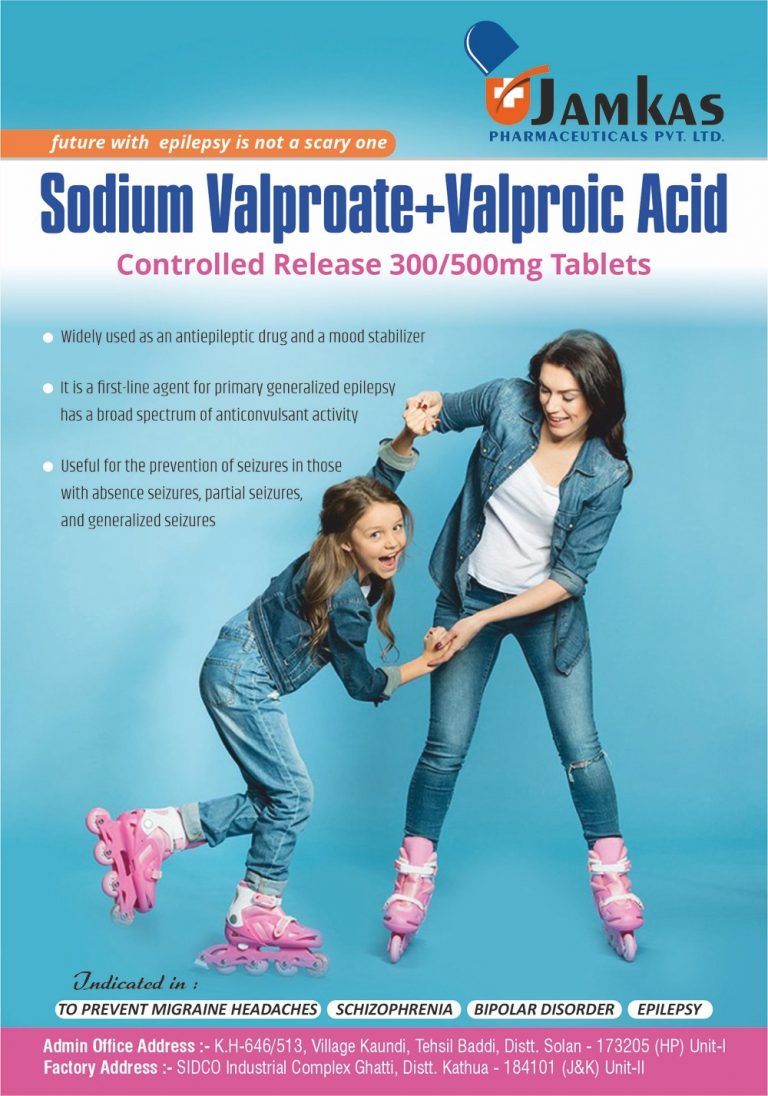 JAMKAS
PHARMACEUTICALS PVT. LTD.
future with epilepsy is not a scary one
Sodium Valproate+Valproic Acid
Controlled Release 300/500mg Tablets
Widely used as an antiepileptic drug and a mood stabilizer
It is a first-line agent for primary generalized epilepsy
has a broad spectrum of anticonvulsant activity
Useful for the prevention of seizures in those
with absence seizures, partial seizures,
and generalized seizures
Indicated in :
TO PREVENT MIGRAINE HEADACHES SCHIZOPHRENIA BIPOLAR DISORDER EPILEPSY
Admin Office Address :- K.H-646/513, Village Kaundi, Tehsil Baddi, Distt. Solan - 173205 (HP) Unit-I
Factory Address :- SIDCO Industrial Complex Ghatti, Distt. Kathua - 184101 (J&K) Unit-II